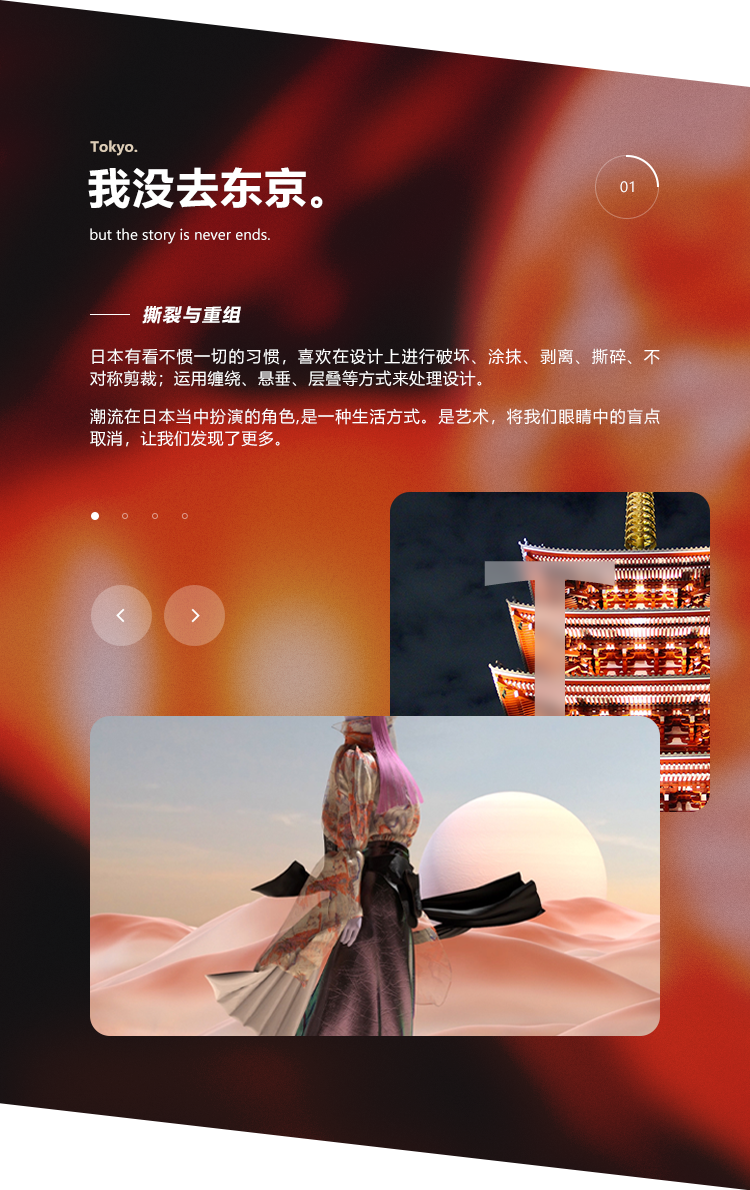 Tokyo.
我没去东京。
01
but the story is never ends.
撕裂与重组
日本有看不惯一切的习惯，喜欢在设计上进行破坏、涂抹、剥离、撕碎、不
对称剪裁；运用缠绕、悬垂、层叠等方式来处理设计。
潮流在日本当中扮演的角色,是一种生活方式。是艺术，将我们眼睛中的盲点
取消，让我们发现了更多。
T